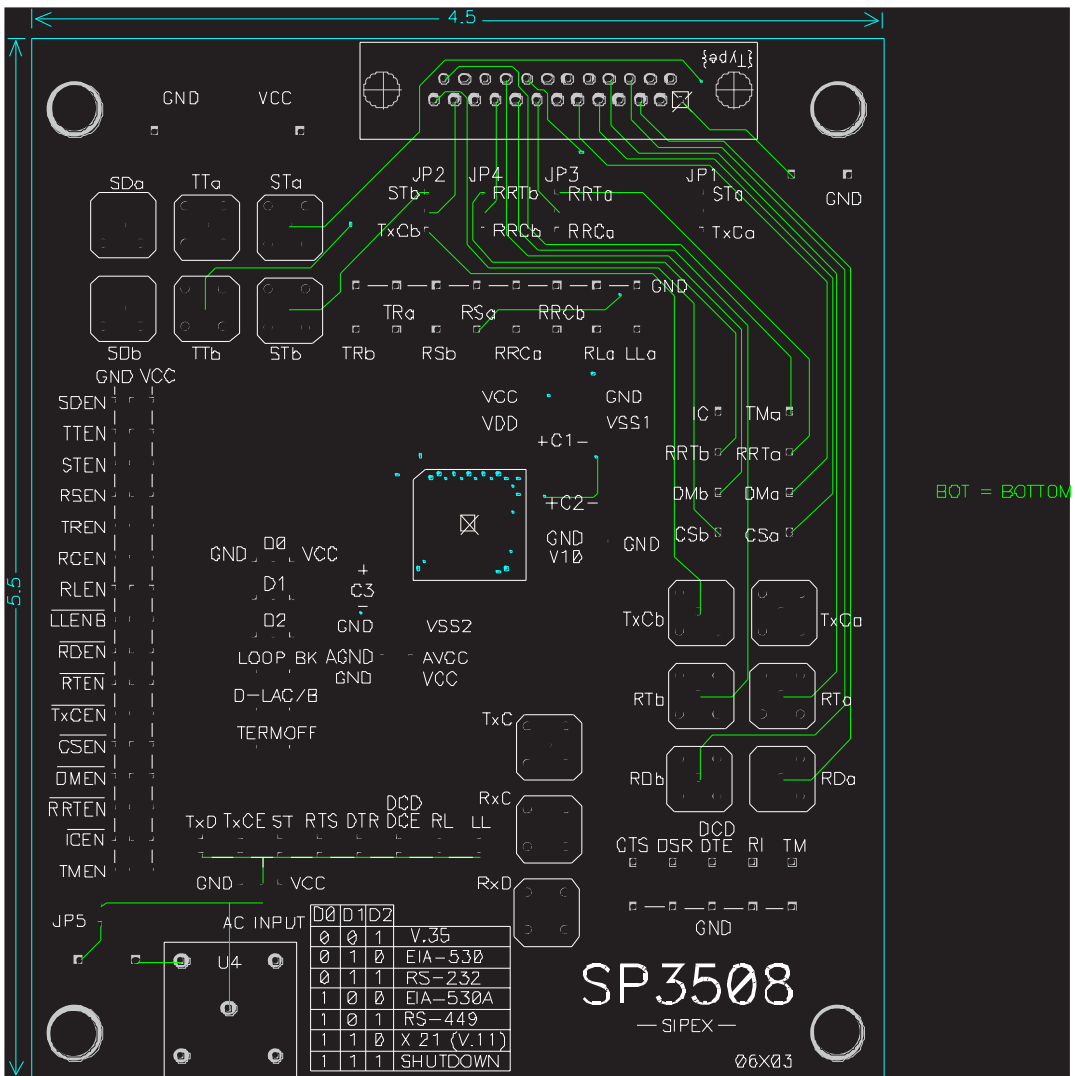 4.5
{Type}
GND VCC
JP2 JP4 JP3 JP1
SDa TTa STa STb RRTb RRTa STa
GND
TxCb RRCb RRCa TxCa
GND
TRa RSa RRCb
SDb TTb STb TRb RSb RRCa RLa LLa
GND VCC
VCC GND
SDEN
VDD VSS1
IC TMa
TTEN
+C1-
RRTb RRTa
STEN
BOT = BOTTOM
RSEN
DMb DMa
+C2-
TREN
CSb CSa
GND
V10
GND
D0
GND VCC
RCEN
5.5
D1
+
C3
-
RLEN
LLENB
D2
GND VSS2
TxCb TxCa
RDEN
LOOP BK AGND AVCC
GND VCC
RTEN
D-LAC/B
RTb RTa
TxCEN
TxC
TERMOFF
CSEN
DMEN
RDb RDa
RRTEN
RxC
DCD
TxD TxCE ST RTS DTR DCE RL LL
DCD
CTS DSR DTE RI TM
ICEN
TMEN
GND VCC
RxD
JP5
AC INPUT
GND
U4
D0 D1 D2
0 0 1 V.35
0 1 0 EIA-530
0 1 1 RS-232
1 0 0 EIA-530A
1 0 1 RS-449
1 1 0 X 21 (V.11)
1 1 1 SHUTDOWN
SP3508
SIPEX
06X03